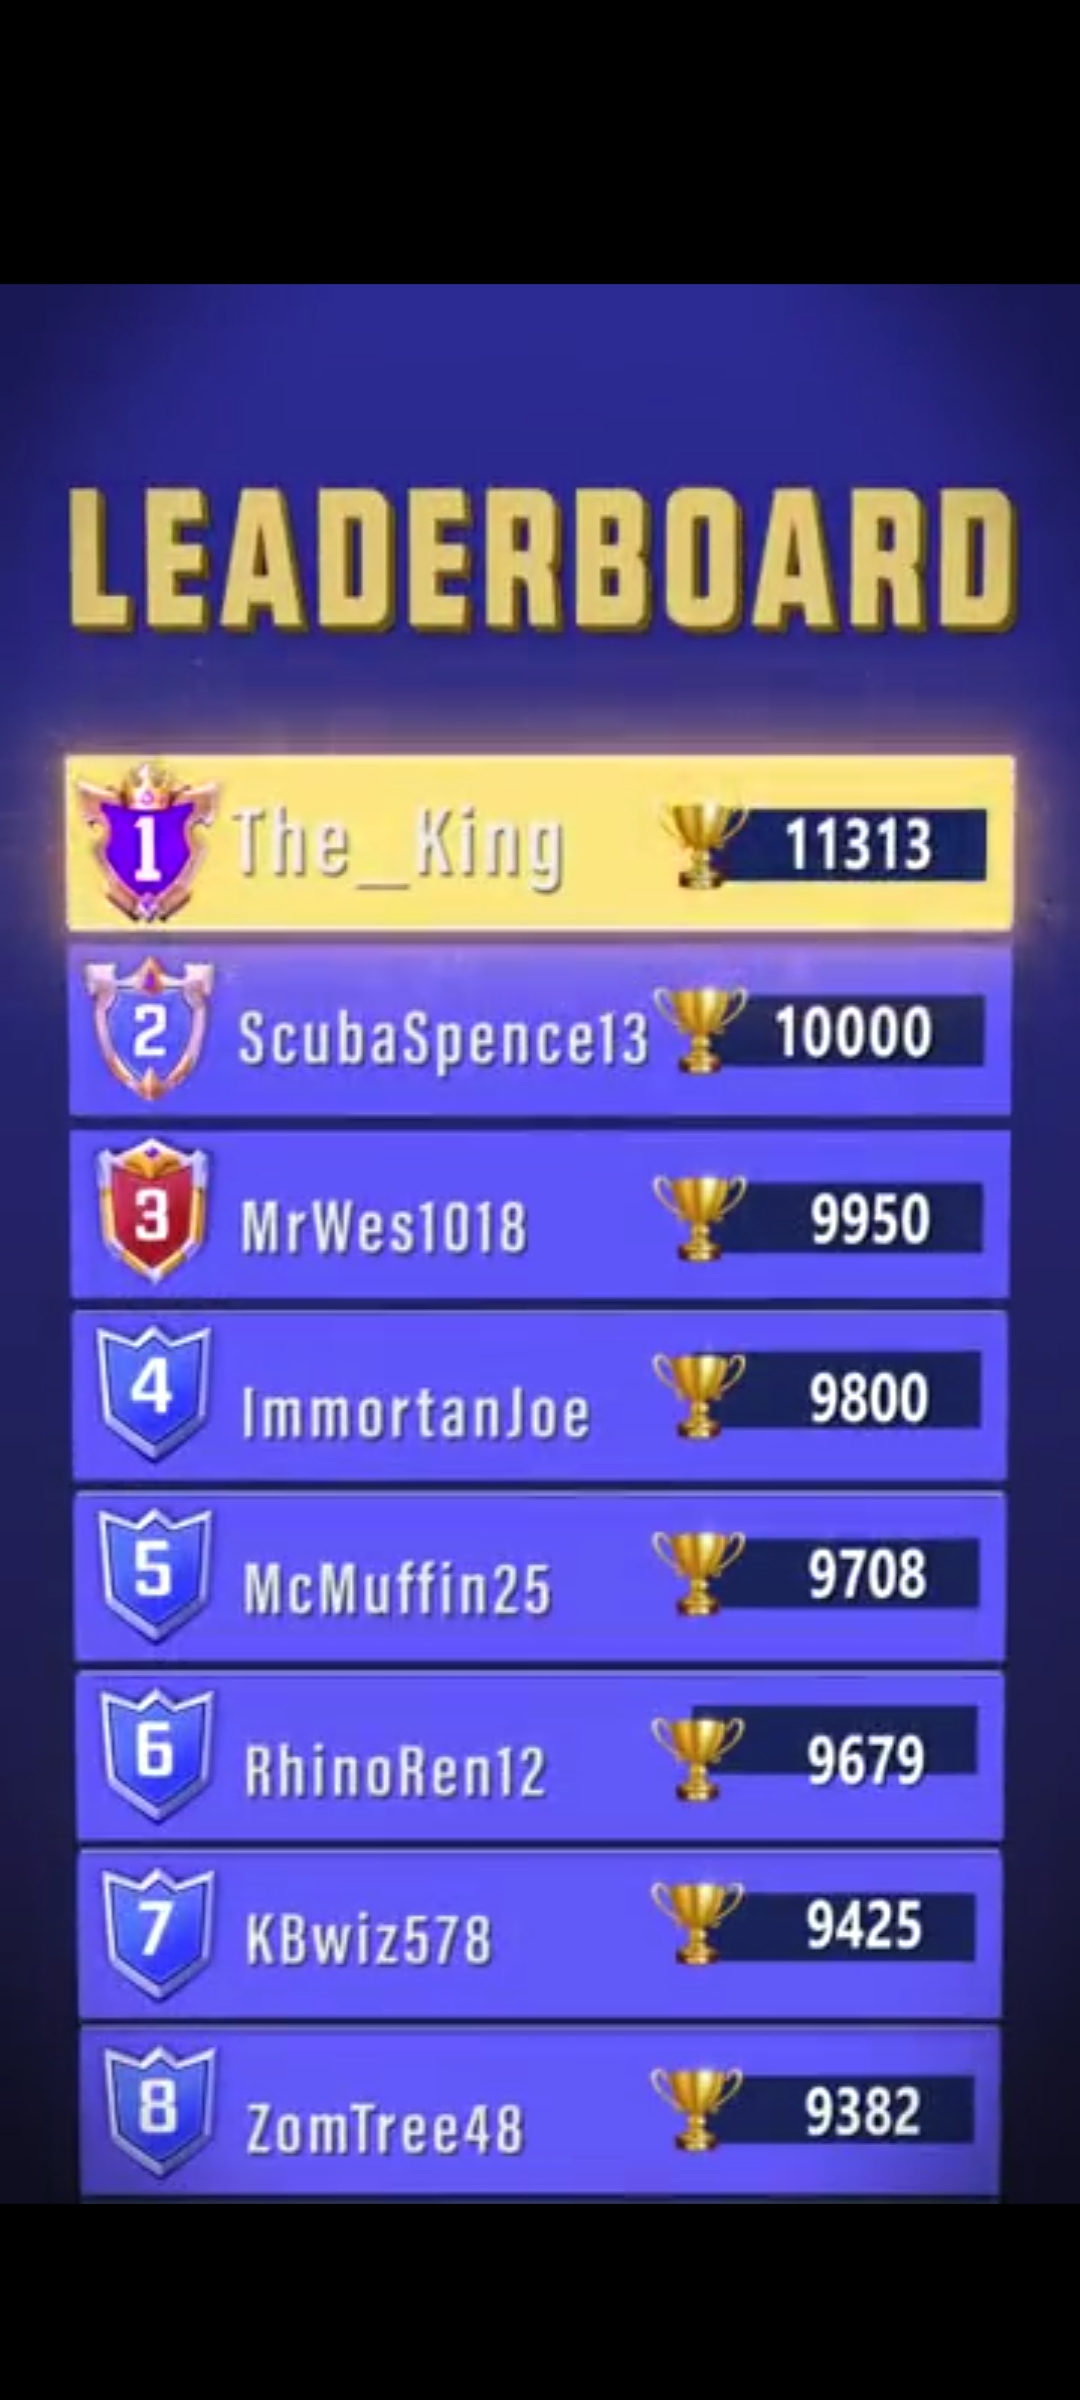 LEADERBOARD
1 The_King 11313
2 ScubaSpence13 10000
3 MrWes1018 9950
4 ImmortanJoe 9800
5 McMuffin25 9708
6 RhinoRen12 9679
7 KBwiz578 9425
8 ZomTree48 9382